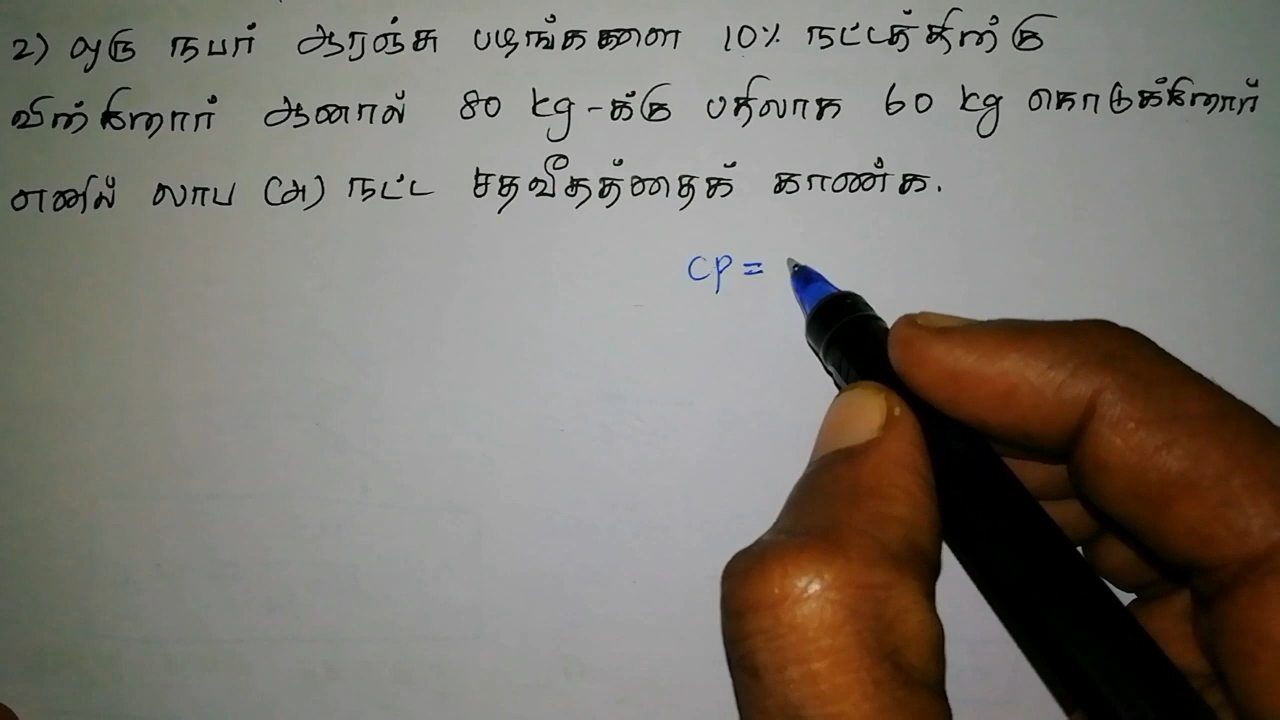 2) ஒரு நபர் ஆரஞ்சு பழங்களை 10% நட்டத்திற்கு
விற்கிறார் ஆனால் 80 kg-க்கு பதிலாக 60 kg கொடுக்கிறார்
எனில் லாப (அ) நட்ட சதவீதத்தைக் காண்க.
CP =